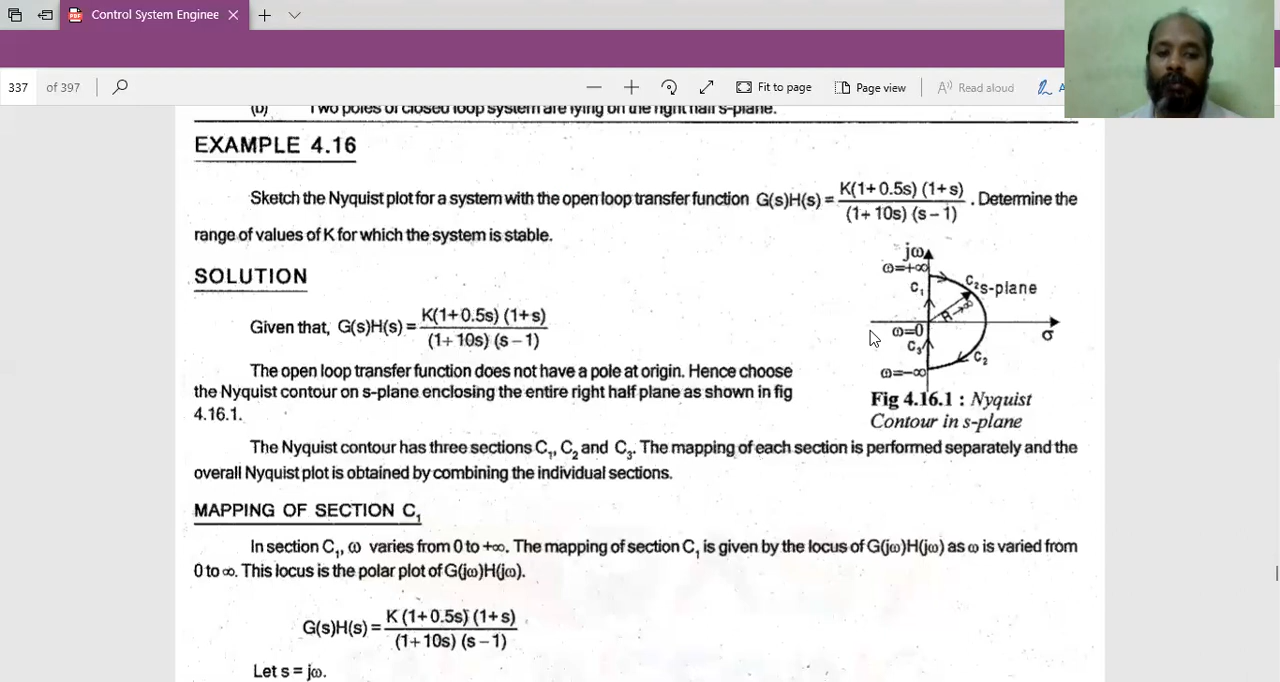 Control System Enginee
337 of 397
Fit to page
Page view
Read aloud
(b) Two poles of closed loop system are lying on the right half s-plane.
EXAMPLE 4.16
Sketch the Nyquist plot for a system with the open loop transfer function G(s)H(s) = K(1+0.5s) (1+s) / (1+10s) (s−1). Determine the
range of values of K for which the system is stable.
SOLUTION
Given that, G(s)H(s) = K(1+0.5s) (1+s) / (1+10s) (s−1)
The open loop transfer function does not have a pole at origin. Hence choose
the Nyquist contour on s-plane enclosing the entire right half plane as shown in fig
4.16.1.
jω
ω=+∞
C₁
C₂
s-plane
R→∞
ω=0
σ
C₃
C₂
ω=−∞
Fig 4.16.1 : Nyquist
Contour in s-plane
The Nyquist contour has three sections C₁, C₂ and C₃. The mapping of each section is performed separately and the
overall Nyquist plot is obtained by combining the individual sections.
MAPPING OF SECTION C₁
In section C₁, ω varies from 0 to +∞. The mapping of section C₁ is given by the locus of G(jω)H(jω) as ω is varied from
0 to ∞. This locus is the polar plot of G(jω)H(jω).
G(s)H(s) = K (1+0.5s) (1+s) / (1+10s) (s−1)
Let s = jω.